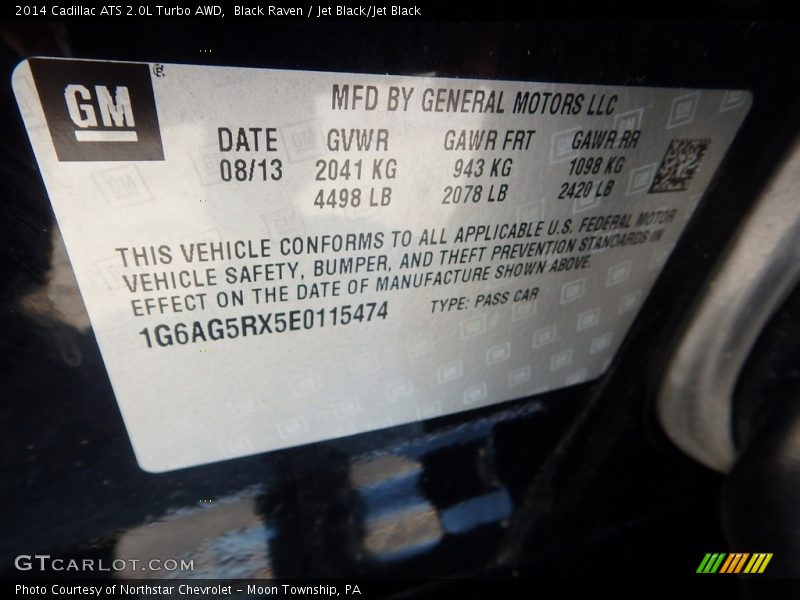 2014 Cadillac ATS 2.0L Turbo AWD, Black Raven / Jet Black/Jet Black
GM
MFD BY GENERAL MOTORS LLC
DATE GVWR GAWR FRT GAWR RR
08/13 2041 KG 943 KG 1098 KG
4498 LB 2078 LB 2420 LB
THIS VEHICLE CONFORMS TO ALL APPLICABLE U.S. FEDERAL MOTOR
VEHICLE SAFETY, BUMPER, AND THEFT PREVENTION STANDARDS IN
EFFECT ON THE DATE OF MANUFACTURE SHOWN ABOVE.
1G6AG5RX5E0115474 TYPE: PASS CAR
GTCARLOT.COM
Photo Courtesy of Northstar Chevrolet - Moon Township, PA